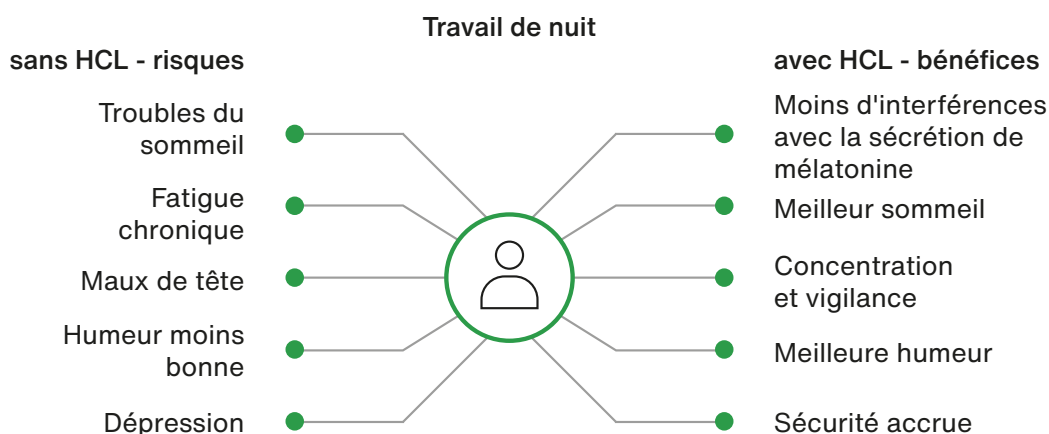 Travail de nuit
sans HCL - risques
Troubles du
sommeil
Fatigue
chronique
Maux de tête
Humeur moins
bonne
Dépression
avec HCL - bénéfices
Moins d'interférences
avec la sécrétion de
mélatonine
Meilleur sommeil
Concentration
et vigilance
Meilleure humeur
Sécurité accrue